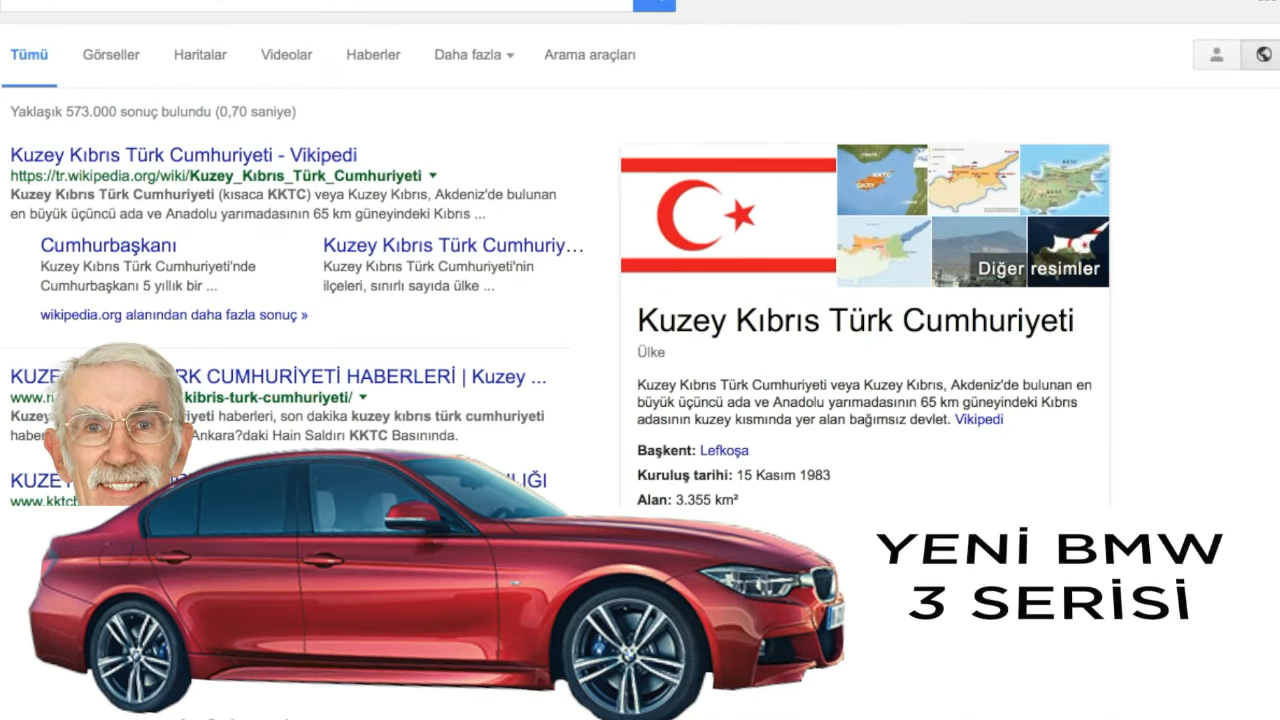 Tümü Görseller Haritalar Videolar Haberler Daha fazla Arama araçları
Yaklaşık 573.000 sonuç bulundu (0,70 saniye)
Kuzey Kıbrıs Türk Cumhuriyeti - Vikipedi
https://tr.wikipedia.org/wiki/Kuzey_Kıbrıs_Türk_Cumhuriyeti
Kuzey Kıbrıs Türk Cumhuriyeti (kısaca KKTC) veya Kuzey Kıbrıs, Akdeniz'de bulunan
en büyük üçüncü ada ve Anadolu yarımadasının 65 km güneyindeki Kıbrıs ...
Cumhurbaşkanı
Kuzey Kıbrıs Türk Cumhuriyeti'nde
Cumhurbaşkanı 5 yıllık bir ...
Kuzey Kıbrıs Türk Cumhuriy...
Kuzey Kıbrıs Türk Cumhuriyeti'nin
ilçeleri, sınırlı sayıda ülke ...
wikipedia.org alanından daha fazla sonuç »
CUMHURİYETİ HABERLERİ | Kuzey ...
kibris-turk-cumhuriyeti/
Kuzey haberleri, son dakika kuzey kıbrıs türk cumhuriyeti
Ankara?daki Hain Saldırı KKTC Basınında.
Diğer resimler
Kuzey Kıbrıs Türk Cumhuriyeti
Ülke
Kuzey Kıbrıs Türk Cumhuriyeti veya Kuzey Kıbrıs, Akdeniz'de bulunan en
büyük üçüncü ada ve Anadolu yarımadasının 65 km güneyindeki Kıbrıs
adasının kuzey kısmında yer alan bağımsız devlet. Vikipedi
Başkent: Lefkoşa
Kuruluş tarihi: 15 Kasım 1983
Alan: 3.355 km²
YENİ BMW
3 SERİSİ